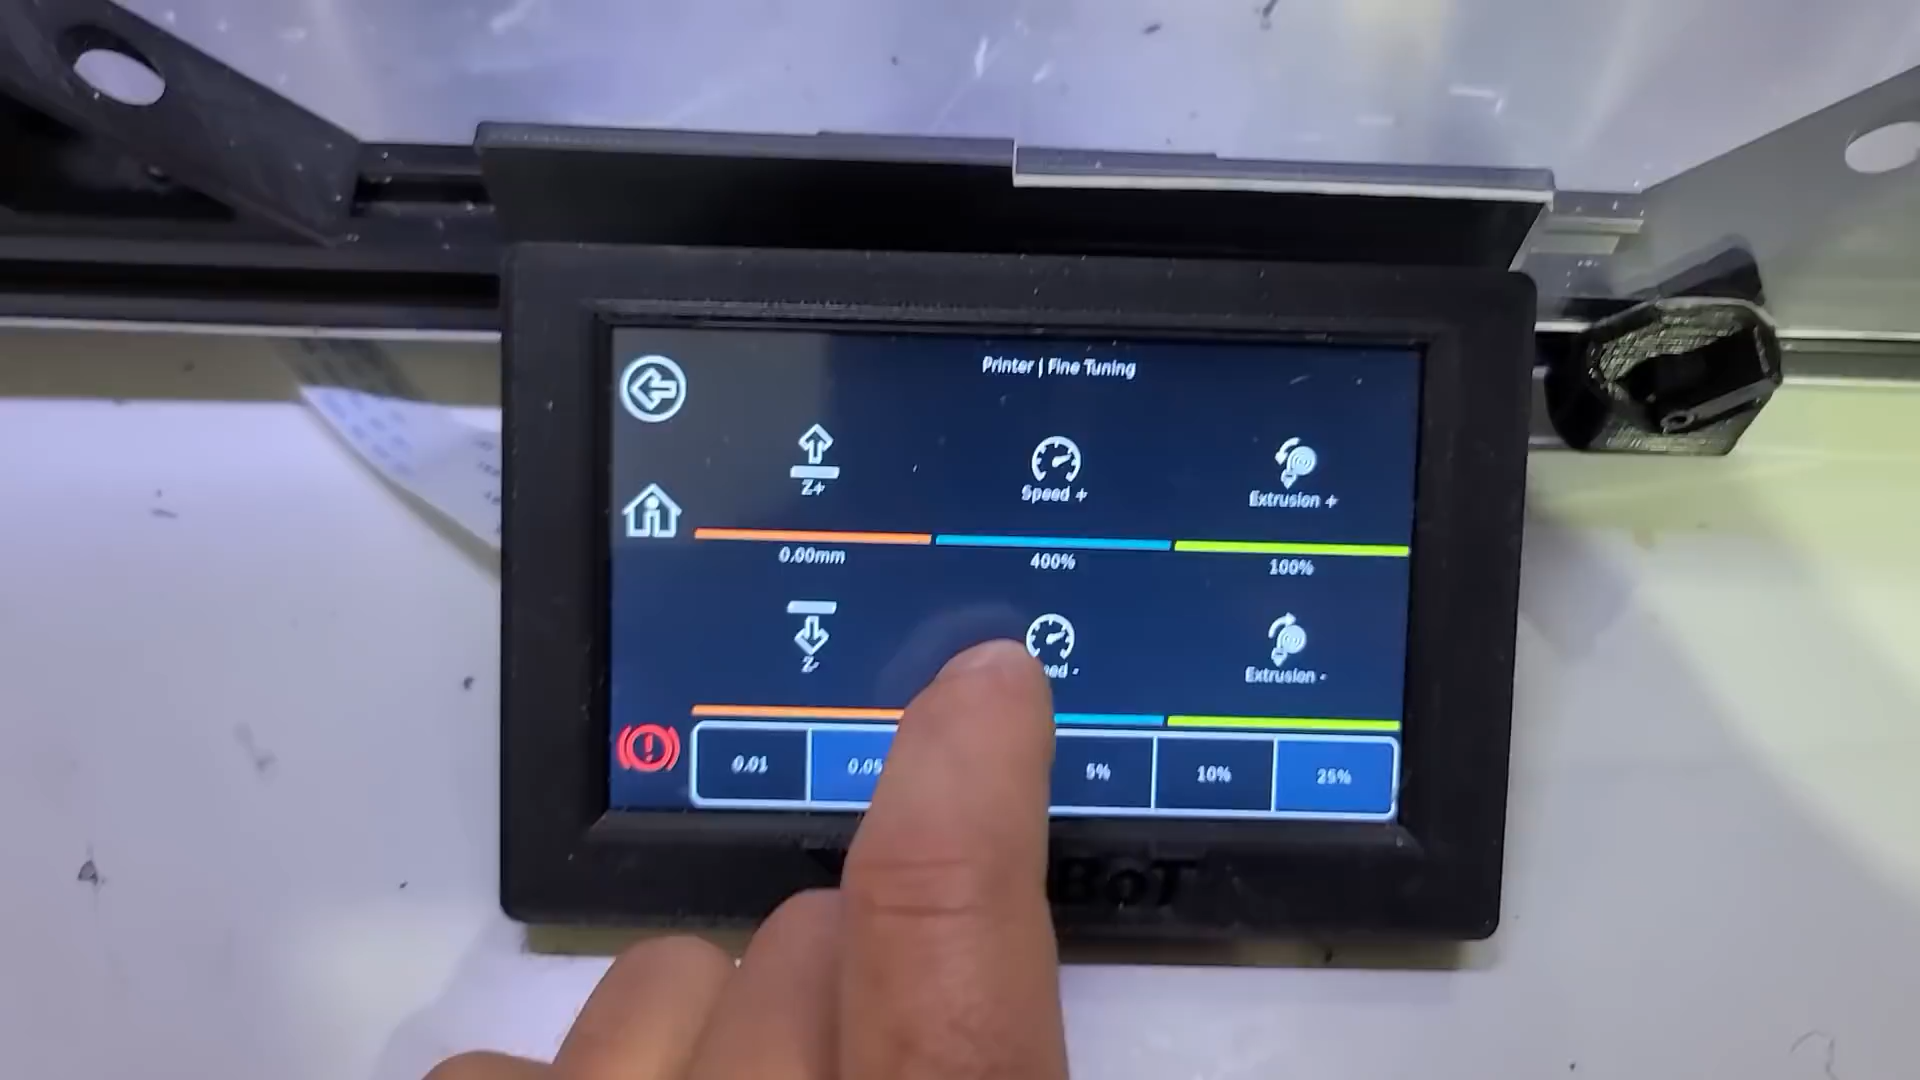 Printer | Fine Tuning
Z+
Speed +
Extrusion +
0.00mm
400%
100%
Z-
Extrusion -
0.01
0.05
5%
10%
25%